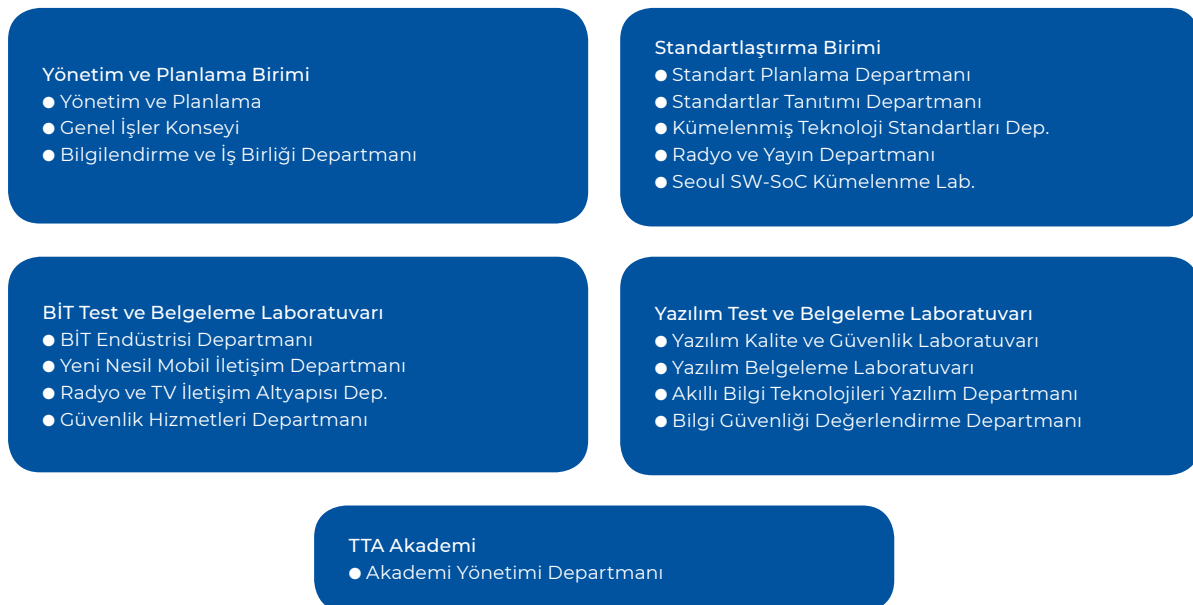 Yönetim ve Planlama Birimi
● Yönetim ve Planlama
● Genel İşler Konseyi
● Bilgilendirme ve İş Birliği Departmanı
Standartlaştırma Birimi
● Standart Planlama Departmanı
● Standartlar Tanıtımı Departmanı
● Kümelenmiş Teknoloji Standartları Dep.
● Radyo ve Yayın Departmanı
● Seoul SW-SoC Kümelenme Lab.
BİT Test ve Belgeleme Laboratuvarı
● BİT Endüstrisi Departmanı
● Yeni Nesil Mobil İletişim Departmanı
● Radyo ve TV İletişim Altyapısı Dep.
● Güvenlik Hizmetleri Departmanı
Yazılım Test ve Belgeleme Laboratuvarı
● Yazılım Kalite ve Güvenlik Laboratuvarı
● Yazılım Belgeleme Laboratuvarı
● Akıllı Bilgi Teknolojileri Yazılım Departmanı
● Bilgi Güvenliği Değerlendirme Departmanı
TTA Akademi
● Akademi Yönetimi Departmanı